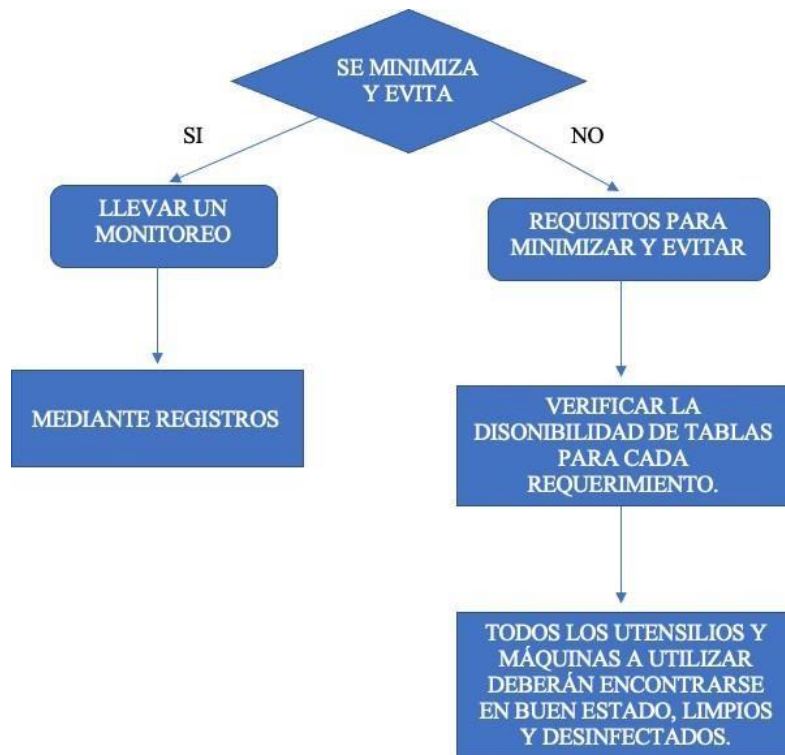 SE MINIMIZA
Y EVITA
SI
NO
LLEVAR UN
MONITOREO
REQUISITOS PARA
MINIMIZAR Y EVITAR
MEDIANTE REGISTROS
VERIFICAR LA
DISONIBILIDAD DE TABLAS
PARA CADA
REQUERIMIENTO.
TODOS LOS UTENSILIOS Y
MÁQUINAS A UTILIZAR
DEBERÁN ENCONTRARSE
EN BUEN ESTADO, LIMPIOS
Y DESINFECTADOS.